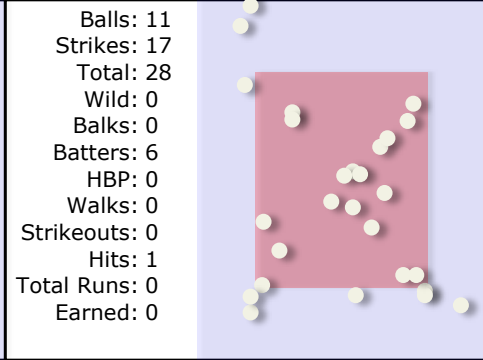 Balls: 11
Strikes: 17
Total: 28
Wild: 0
Balks: 0
Batters: 6
HBP: 0
Walks: 0
Strikeouts: 0
Hits: 1
Total Runs: 0
Earned: 0